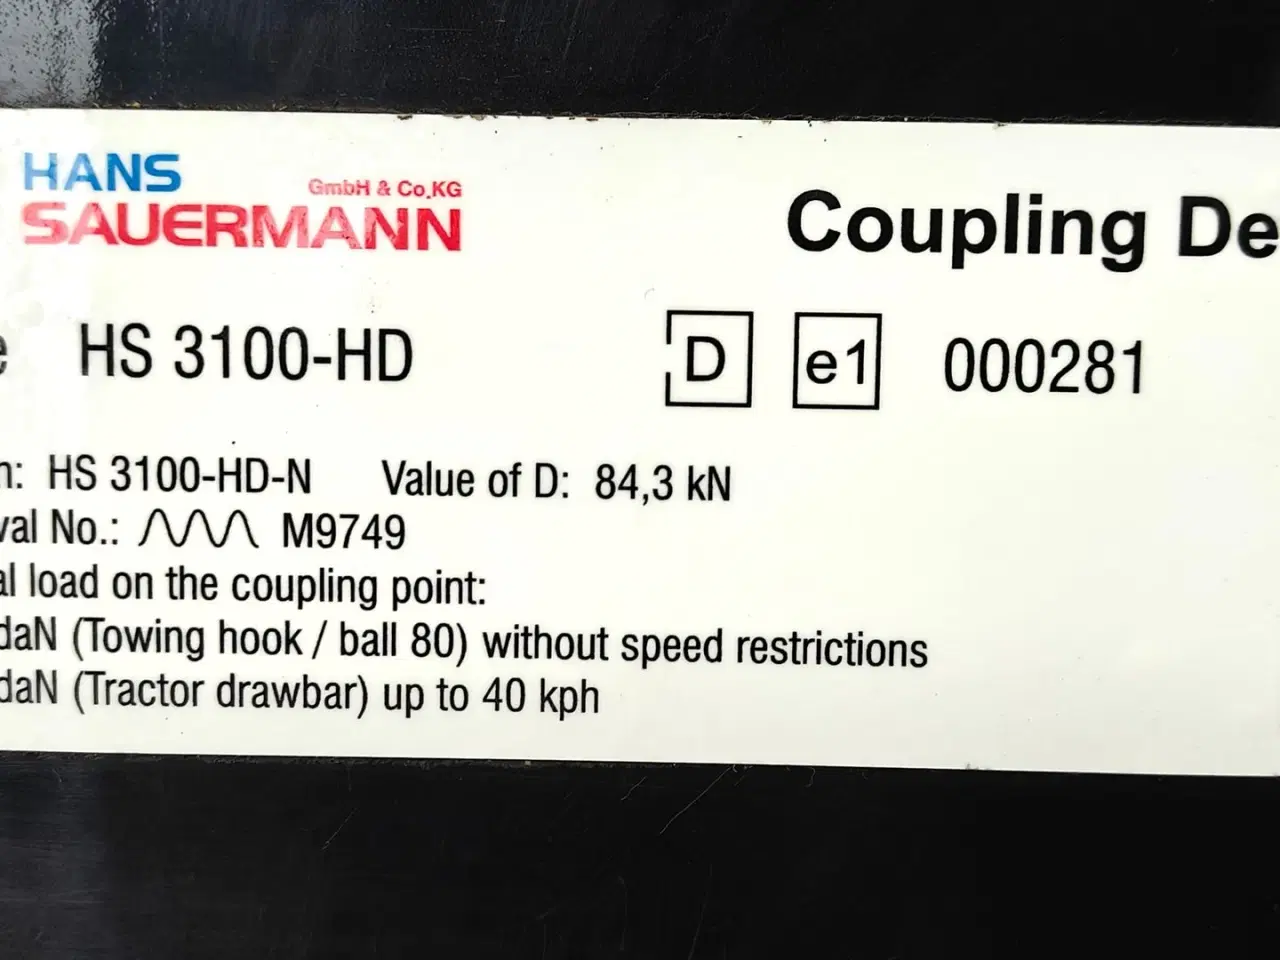 HANS
GmbH & Co.KG
SAUERMANN
Coupling De
e HS 3100-HD D e1 000281
n: HS 3100-HD-N Value of D: 84,3 kN
val No.: M9749
al load on the coupling point:
daN (Towing hook / ball 80) without speed restrictions
daN (Tractor drawbar) up to 40 kph